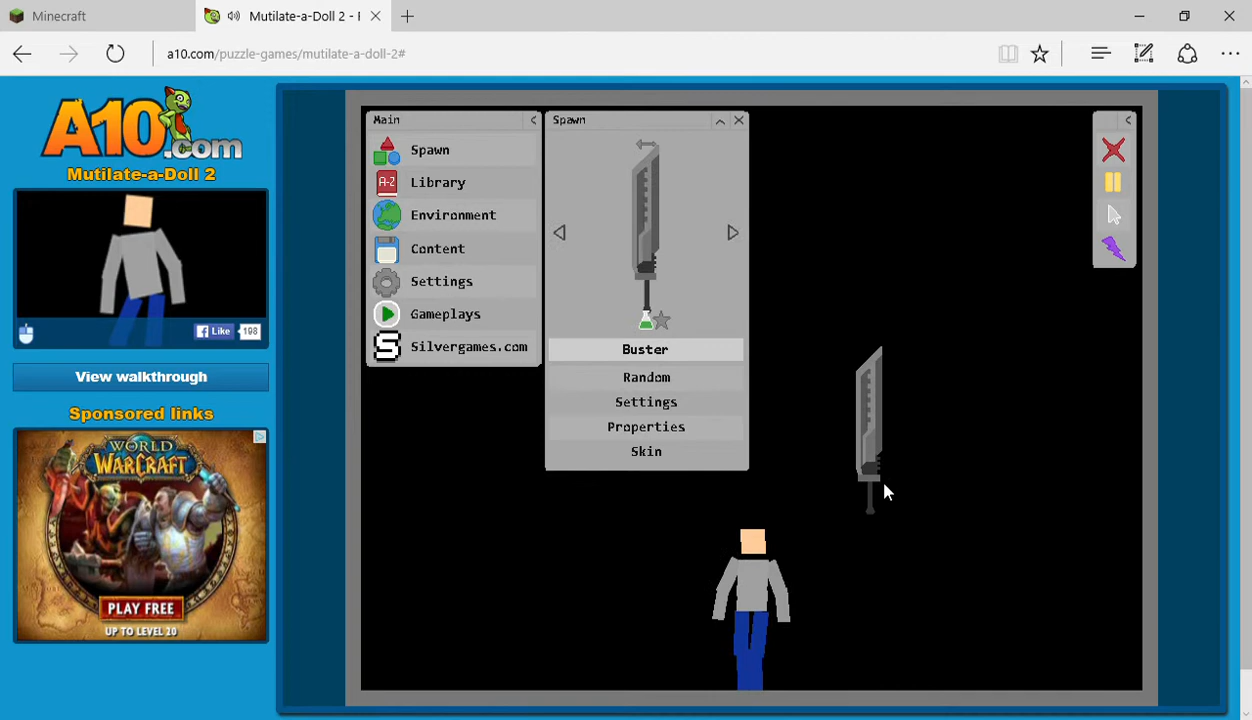 Minecraft
Mutilate-a-Doll 2 - F
a10.com/puzzle-games/mutilate-a-doll-2#
A10
.com
Mutilate-a-Doll 2
Like
198
View walkthrough
Sponsored links
WORLD
OF
WARCRAFT
PLAY FREE
UP TO LEVEL 20
Main
Spawn
A-Z
Library
Environment
Content
Settings
Gameplays
S
Silvergames.com
Spawn
Buster
Random
Settings
Properties
Skin